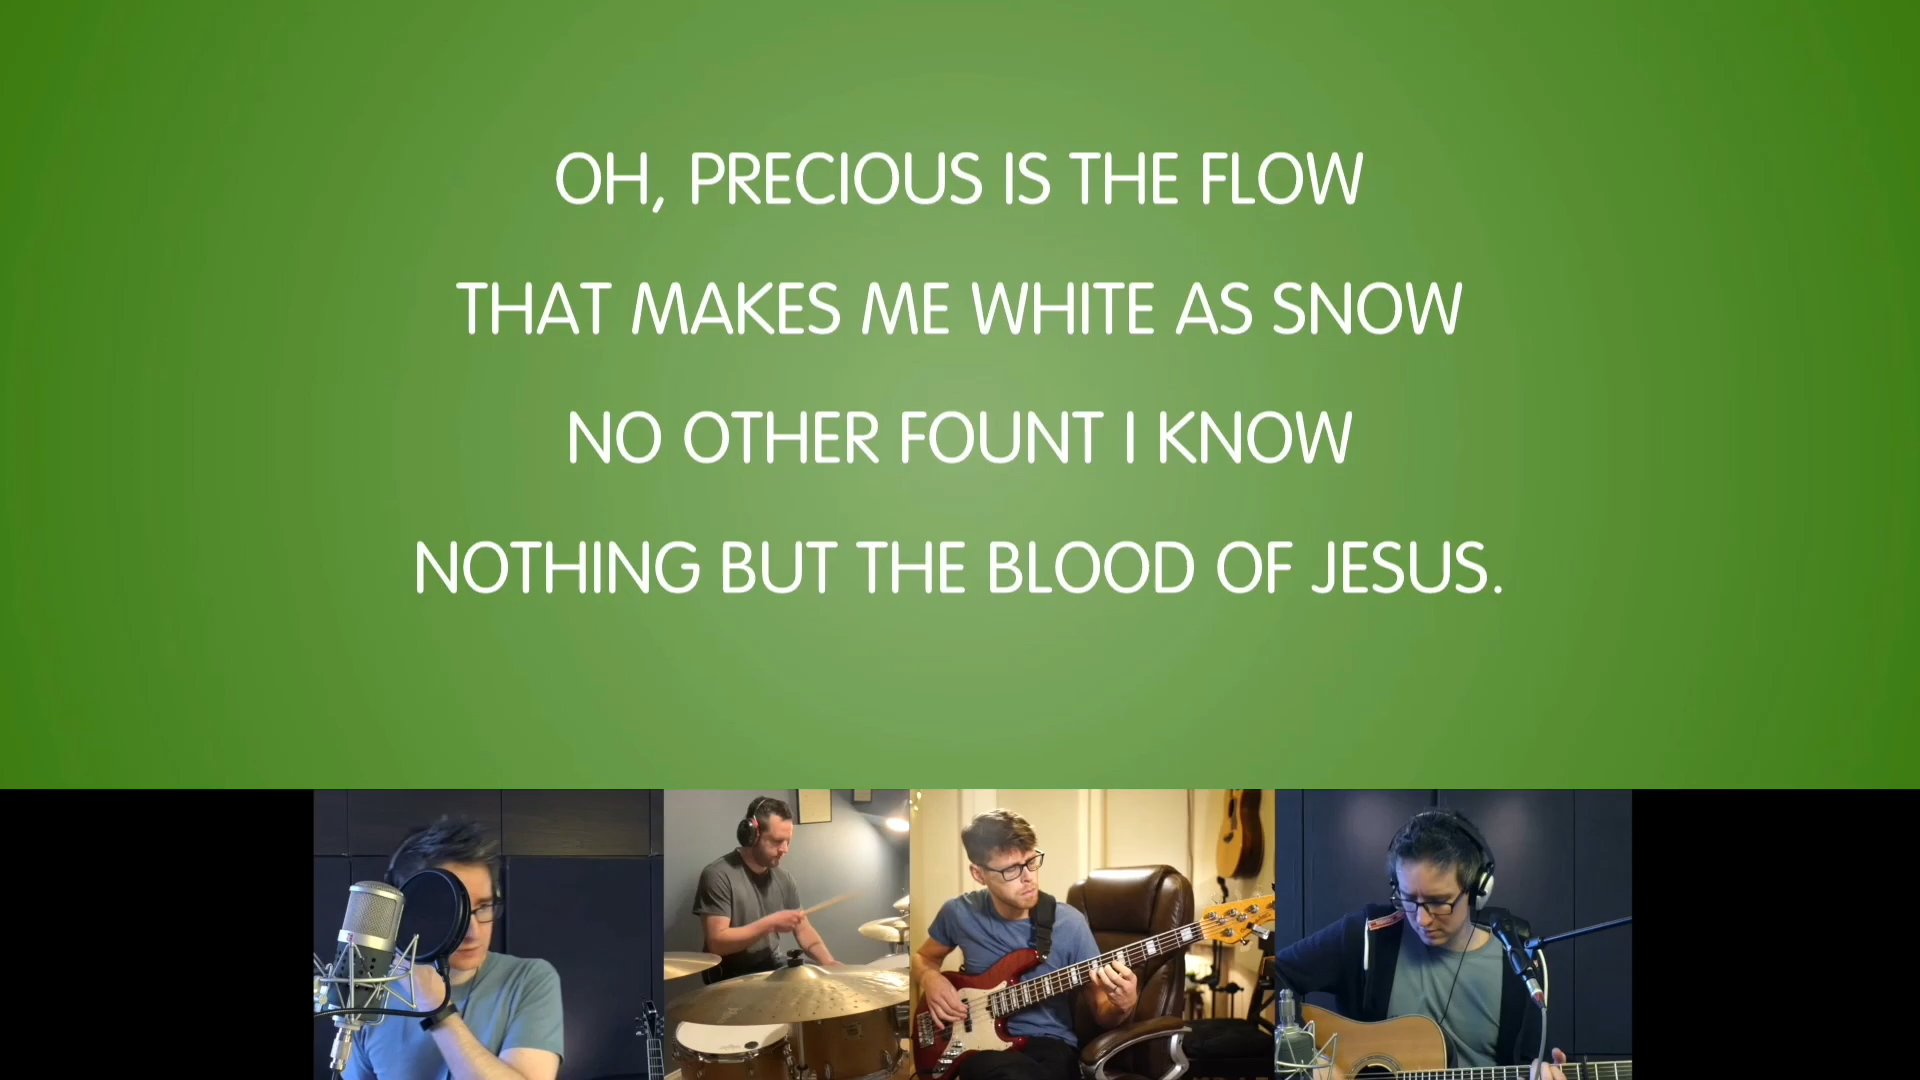 OH, PRECIOUS IS THE FLOW
THAT MAKES ME WHITE AS SNOW
NO OTHER FOUNT I KNOW
NOTHING BUT THE BLOOD OF JESUS.